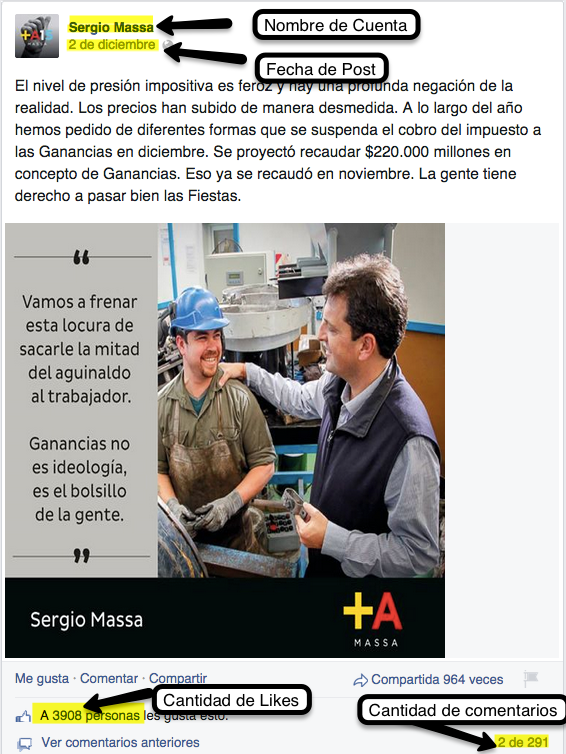 Sergio Massa
Nombre de Cuenta
2 de diciembre
Fecha de Post
El nivel de presión impositiva es feroz y hay una profunda negación de la
realidad. Los precios han subido de manera desmedida. A lo largo del año
hemos pedido de diferentes formas que se suspenda el cobro del impuesto a
las Ganancias en diciembre. Se proyectó recaudar $220.000 millones en
concepto de Ganancias. Eso ya se recaudó en noviembre. La gente tiene
derecho a pasar bien las Fiestas.
“
Vamos a frenar
esta locura de
sacarle la mitad
del aguinaldo
al trabajador.
Ganancias no
es ideología,
es el bolsillo
de la gente.
”
Sergio Massa
+A
MASSA
Me gusta · Comentar · Compartir
Compartida 964 veces
Cantidad de Likes
A 3908 personas les gusta esto.
Cantidad de comentarios
Ver comentarios anteriores
2 de 291